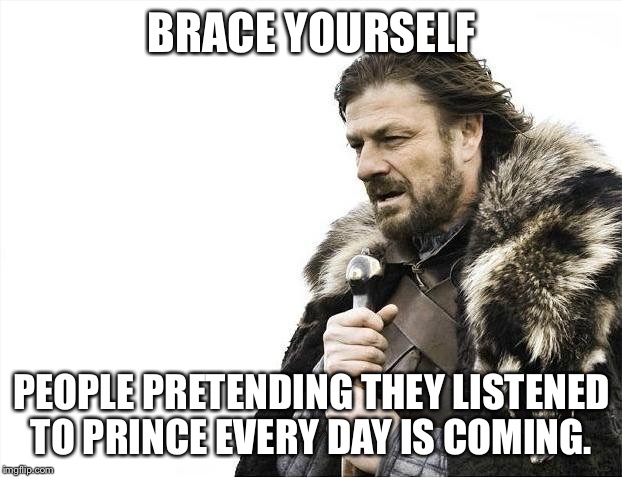 BRACE YOURSELF
PEOPLE PRETENDING THEY LISTENED
TO PRINCE EVERY DAY IS COMING.
imgflip.com